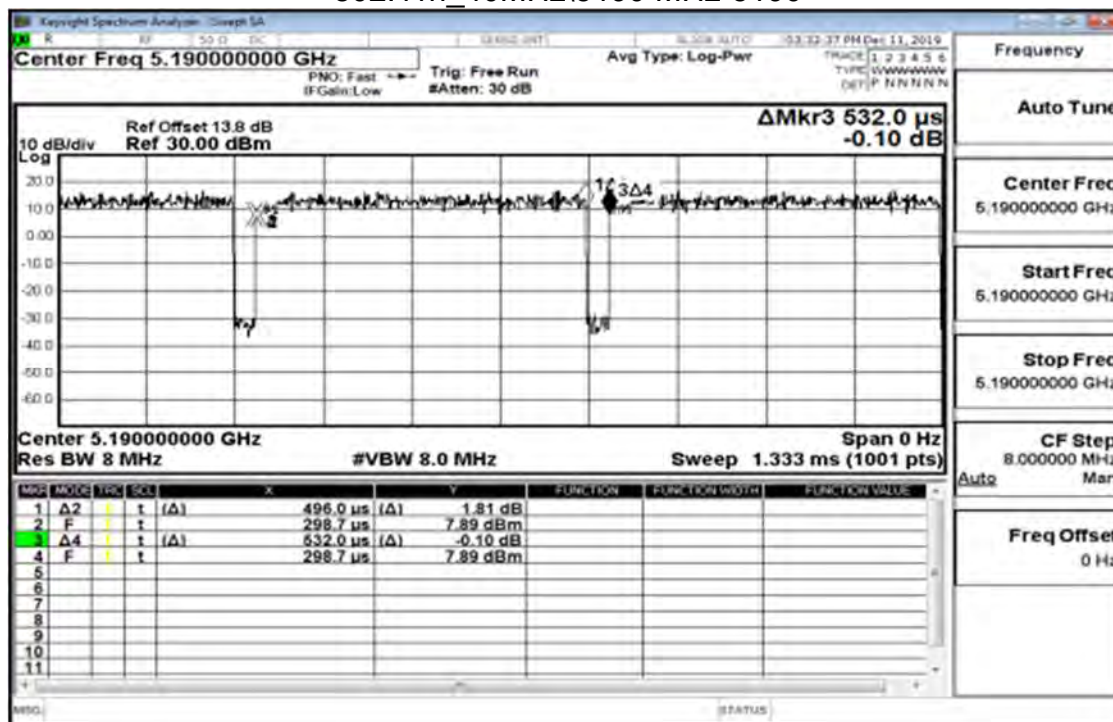 Keysight Spectrum Analyzer - Swept SA
R RF 50 Ω DC SENSE:INT ALIGN AUTO 03:32:37 PM Dec 11, 2019
Center Freq 5.190000000 GHz
PNO: Fast
IFGain:Low
Trig: Free Run
#Atten: 30 dB
Avg Type: Log-Pwr
TRACE 1 2 3 4 5 6
TYPE WWWWWW
DET P N N N N N
ΔMkr3 532.0 µs
-0.10 dB
Ref Offset 13.8 dB
10 dB/div Ref 30.00 dBm
Log
20.0
10.0
0.00
-10.0
-20.0
-30.0
-40.0
-50.0
-60.0
3Δ4
Center 5.190000000 GHz Span 0 Hz
Res BW 8 MHz #VBW 8.0 MHz Sweep 1.333 ms (1001 pts)
MKR MODE TRC SCL X Y FUNCTION FUNCTION WIDTH FUNCTION VALUE
1 Δ2 1 t (Δ) 496.0 µs (Δ) 1.81 dB
2 F 1 t 298.7 µs 7.89 dBm
3 Δ4 1 t (Δ) 532.0 µs (Δ) -0.10 dB
4 F 1 t 298.7 µs 7.89 dBm
5
6
7
8
9
10
11
MSG STATUS
Frequency
Auto Tune
Center Freq
5.190000000 GHz
Start Freq
5.190000000 GHz
Stop Freq
5.190000000 GHz
CF Step
8.000000 MHz
Auto Man
Freq Offset
0 Hz